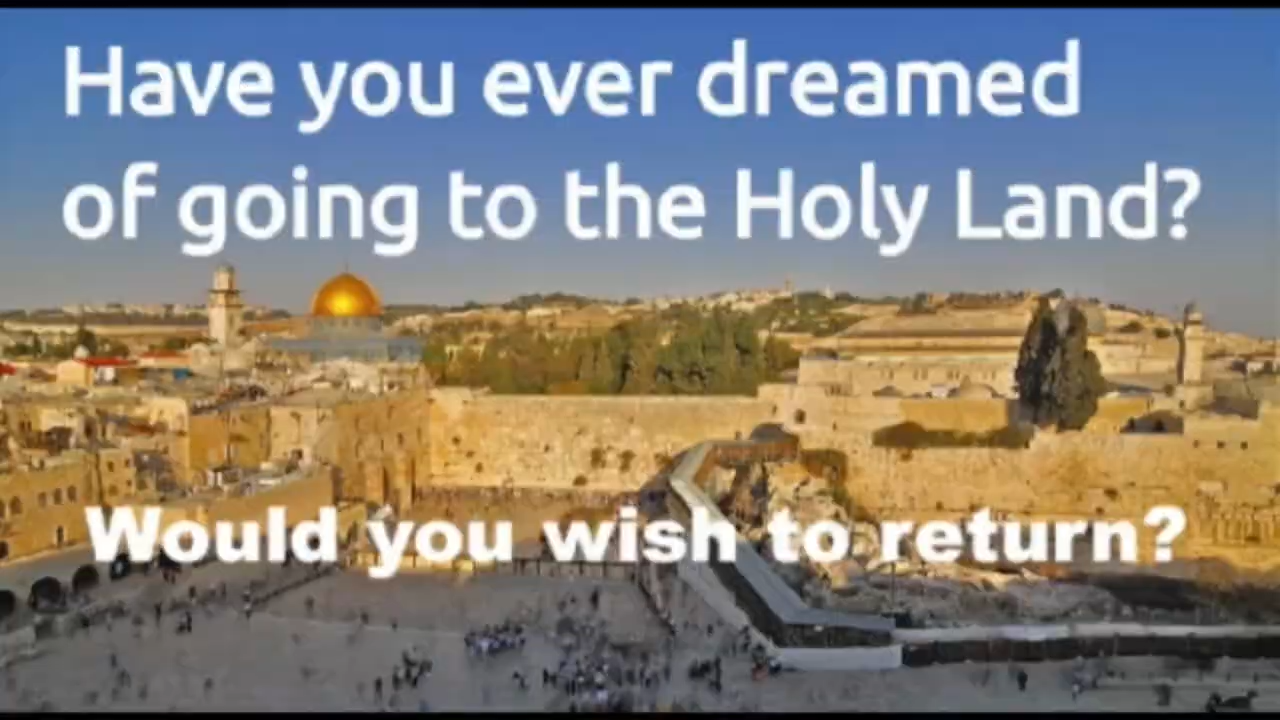 Have you ever dreamed
of going to the Holy Land?
Would you wish to return?